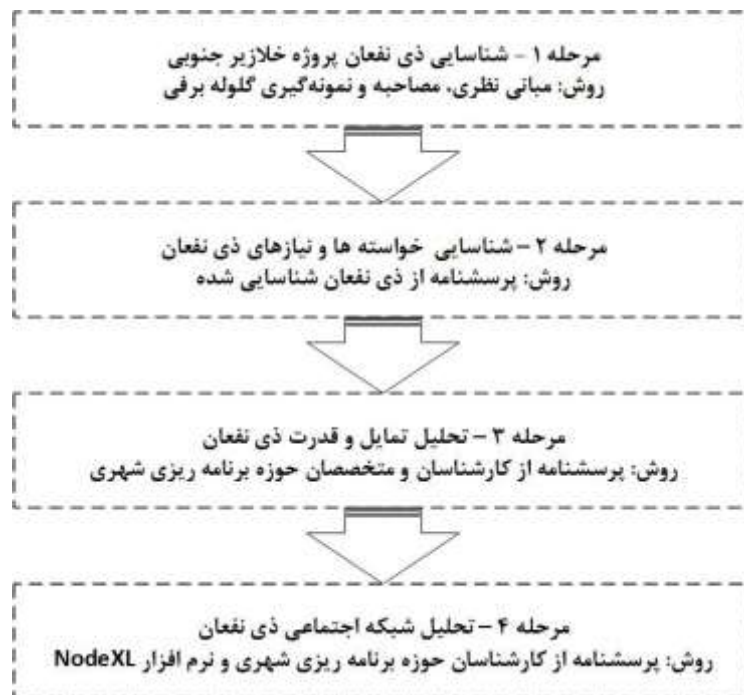 مرحله ۱ – شناسایی ذی نفعان پروژه خلازیر جنوبی
روش: مبانی نظری، مصاحبه و نمونه‌گیری گلوله برفی
مرحله ۲ – شناسایی خواسته ها و نیازهای ذی نفعان
روش: پرسشنامه از ذی نفعان شناسایی شده
مرحله ۳ – تحلیل تمایل و قدرت ذی نفعان
روش: پرسشنامه از کارشناسان و متخصصان حوزه برنامه ریزی شهری
مرحله ۴ – تحلیل شبکه اجتماعی ذی نفعان
روش: پرسشنامه از کارشناسان حوزه برنامه ریزی شهری و نرم افزار NodeXL